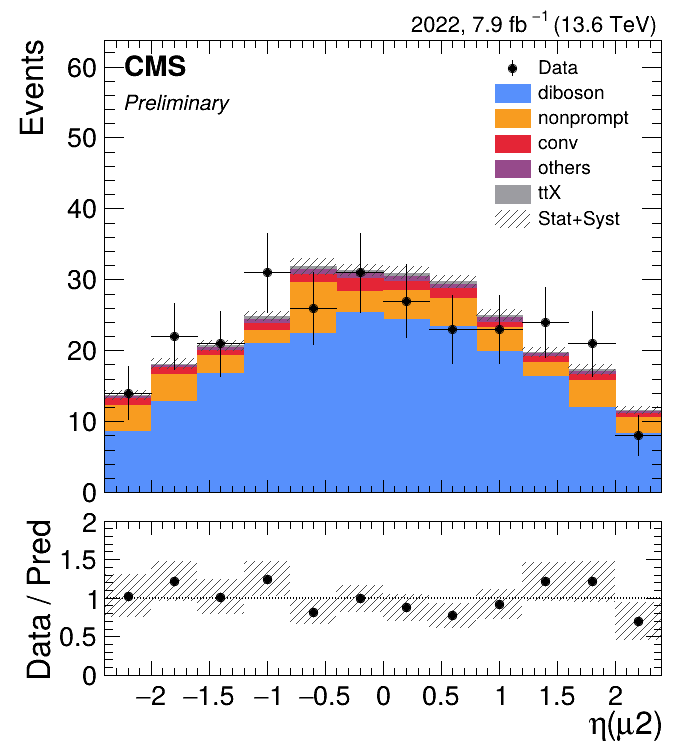 2022, 7.9 fb⁻¹ (13.6 TeV)
CMS
Preliminary
Data
diboson
nonprompt
conv
others
ttX
Stat+Syst
Events
60
50
40
30
20
10
0
Data / Pred
2
1.5
1
0.5
0
−2 −1.5 −1 −0.5 0 0.5 1 1.5 2
η(μ2)